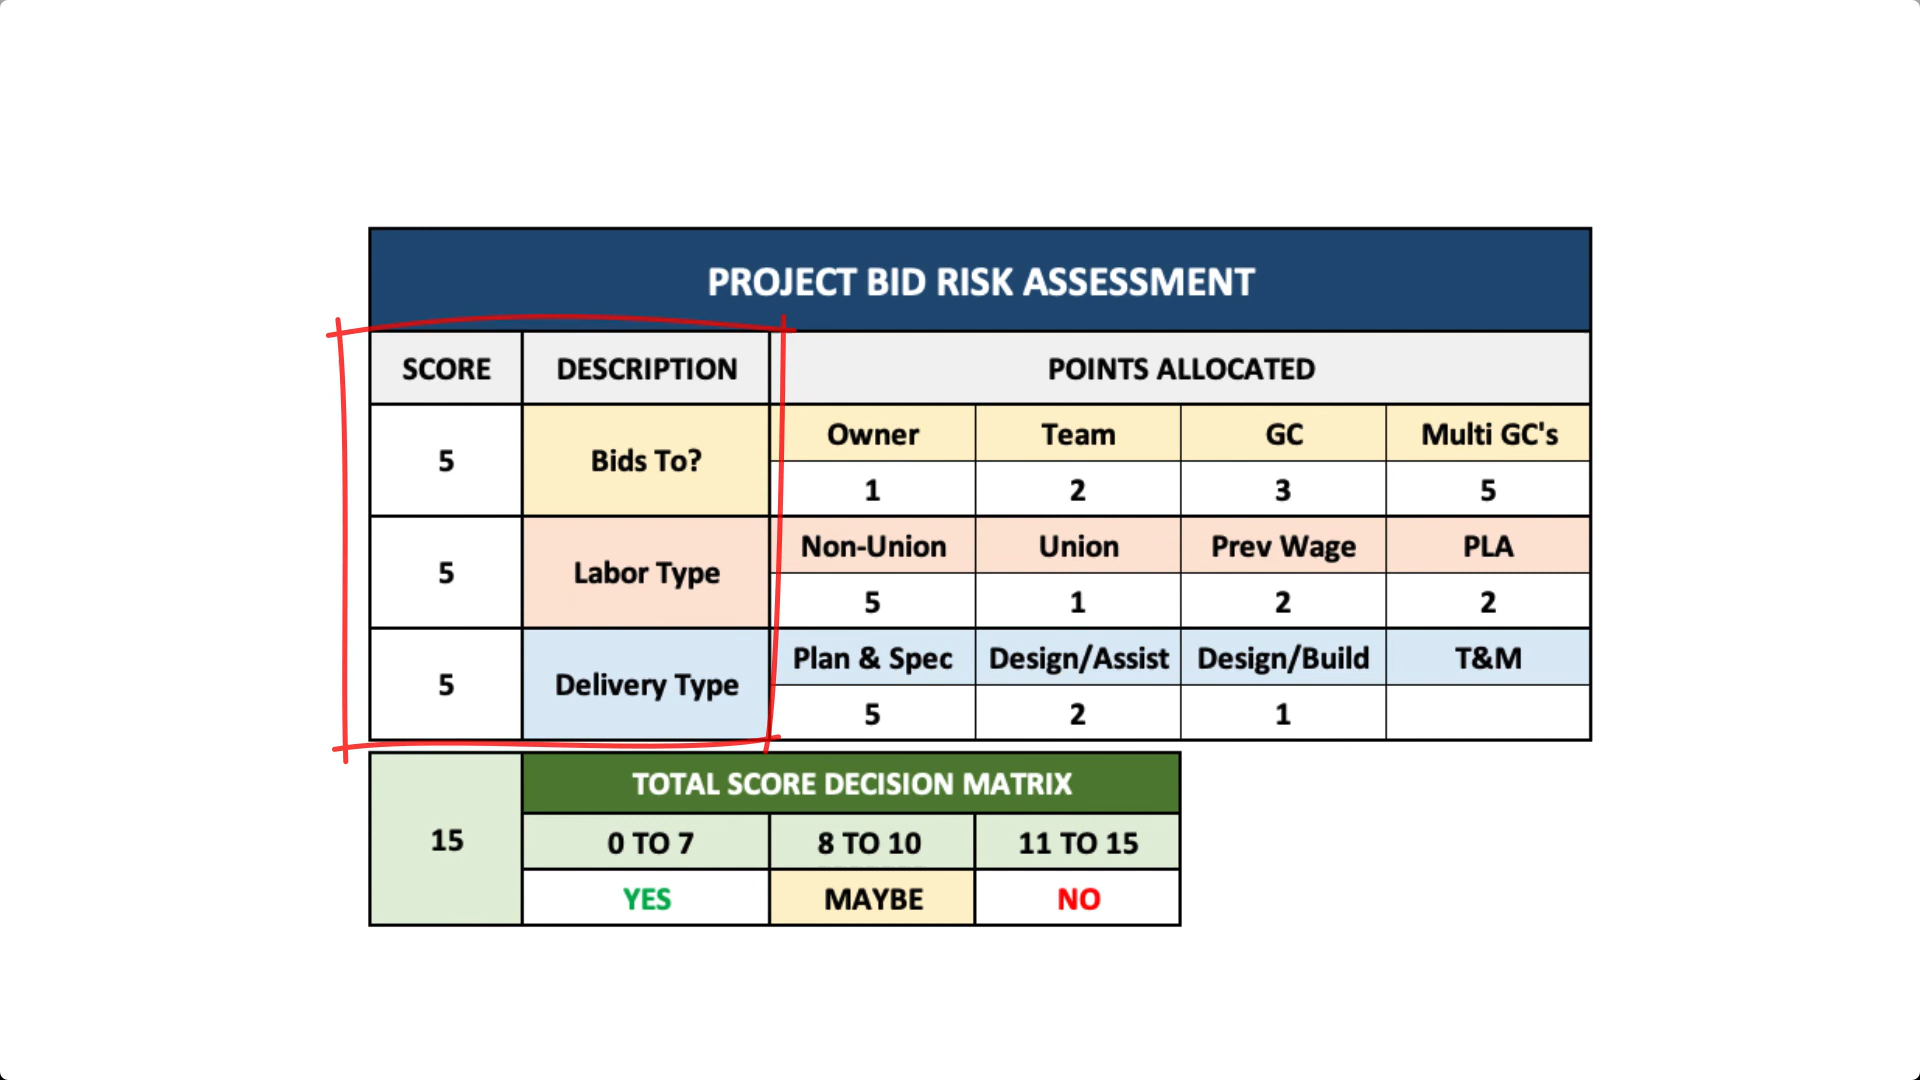 PROJECT BID RISK ASSESSMENT
SCORE DESCRIPTION POINTS ALLOCATED
5 Bids To? Owner Team GC Multi GC's
1 2 3 5
5 Labor Type Non-Union Union Prev Wage PLA
5 1 2 2
5 Delivery Type Plan & Spec Design/Assist Design/Build T&M
5 2 1
15 TOTAL SCORE DECISION MATRIX
0 TO 7 8 TO 10 11 TO 15
YES MAYBE NO